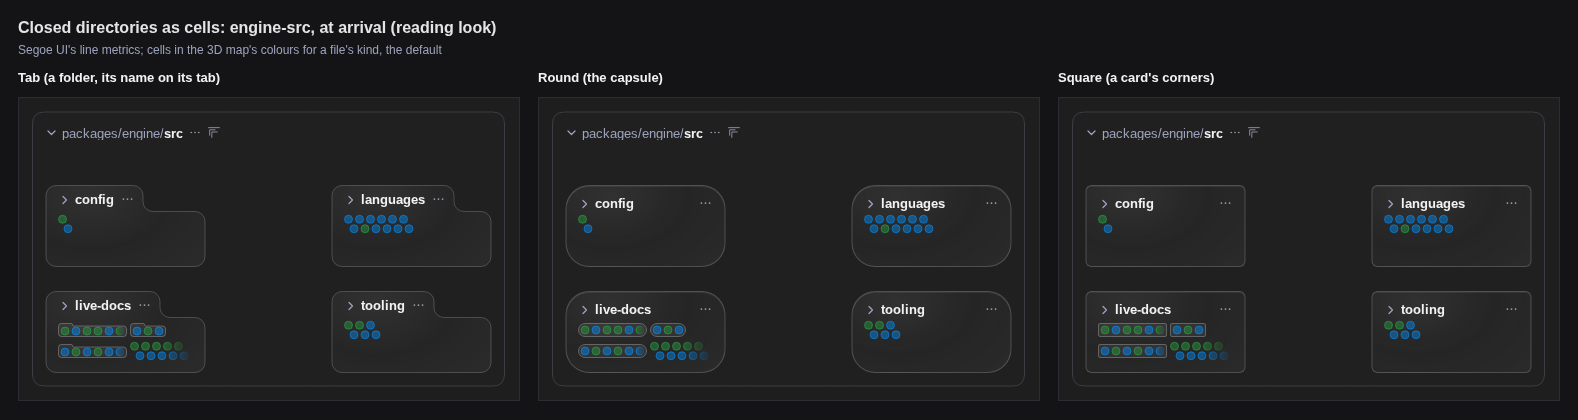 Closed directories as cells: engine-src, at arrival (reading look)
Segoe UI's line metrics; cells in the 3D map's colours for a file's kind, the default
Tab (a folder, its name on its tab)
packages/engine/src ···
config ···
languages ···
live-docs ···
tooling ···
Round (the capsule)
packages/engine/src ···
config ···
languages ···
live-docs ···
tooling ···
Square (a card's corners)
packages/engine/src ···
config ···
languages ···
live-docs ···
tooling ···